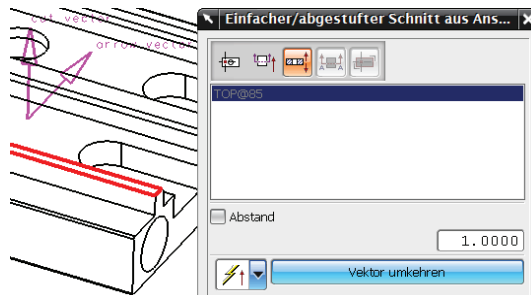 cut vector
arrow vector
Einfacher/abgestufter Schnitt aus Ans...
TOP@85
Abstand
1.0000
Vektor umkehren